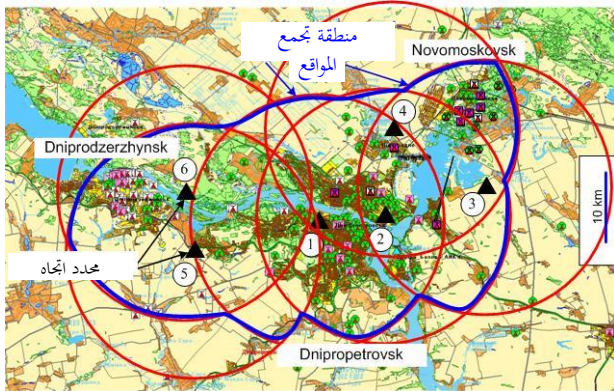 منطقة تجمع
المواقع
Novomoskovsk
4
Dniprodzerzhynsk
6
3
10 km
1
2
محدد اتجاه
5
Dnipropetrovsk